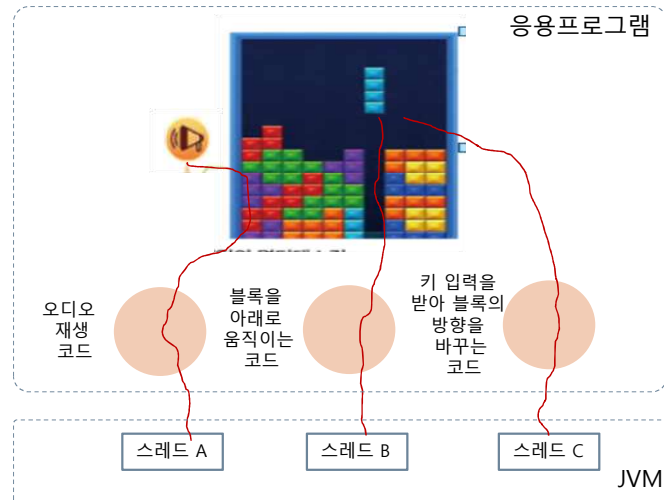 응용프로그램
오디오
재생
코드
블록을
아래로
움직이는
코드
키 입력을
받아 블록의
방향을
바꾸는
코드
스레드 A
스레드 B
스레드 C
JVM